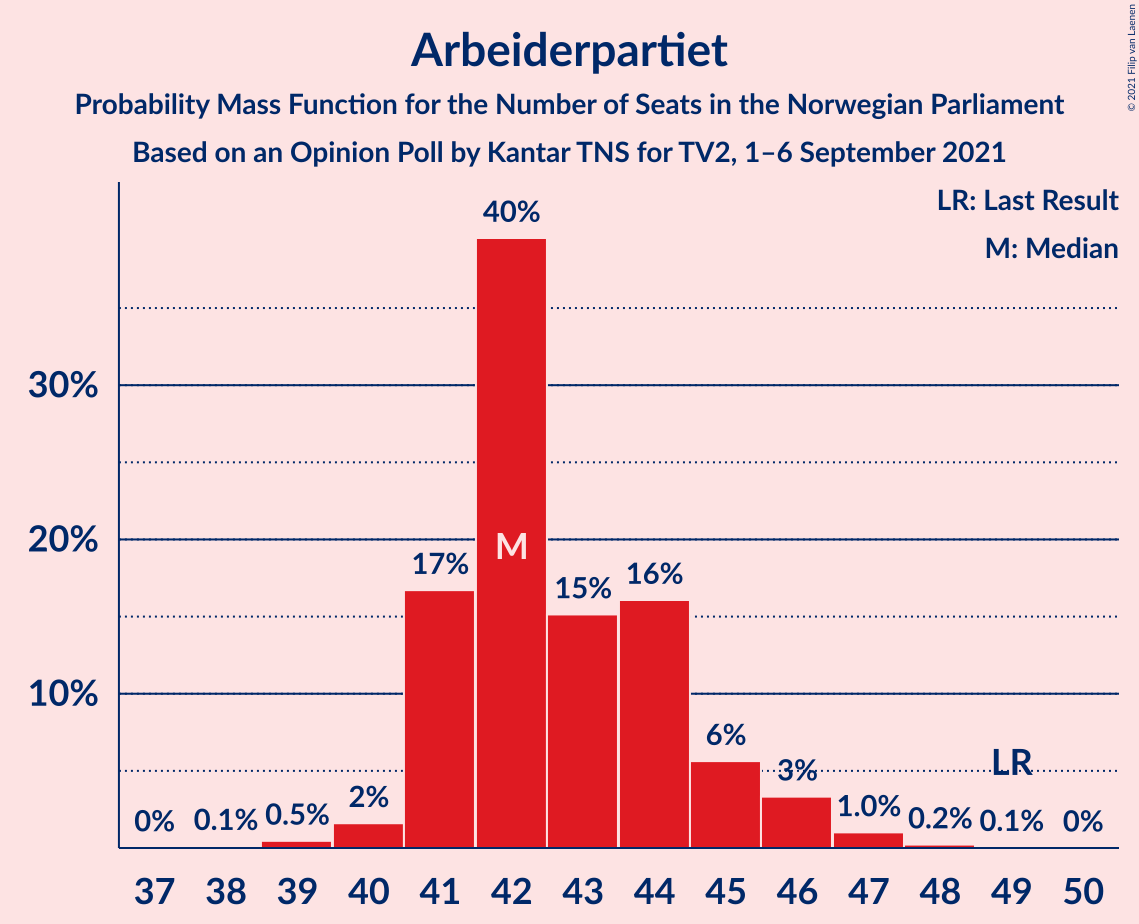 Arbeiderpartiet
Probability Mass Function for the Number of Seats in the Norwegian Parliament
Based on an Opinion Poll by Kantar TNS for TV2, 1–6 September 2021
© 2021 Filip van Laenen
LR: Last Result
M: Median
30%
20%
10%
0%
0.1%
0.5%
2%
17%
40%
M
15%
16%
6%
3%
1.0%
0.2%
LR
0.1%
0%
37 38 39 40 41 42 43 44 45 46 47 48 49 50